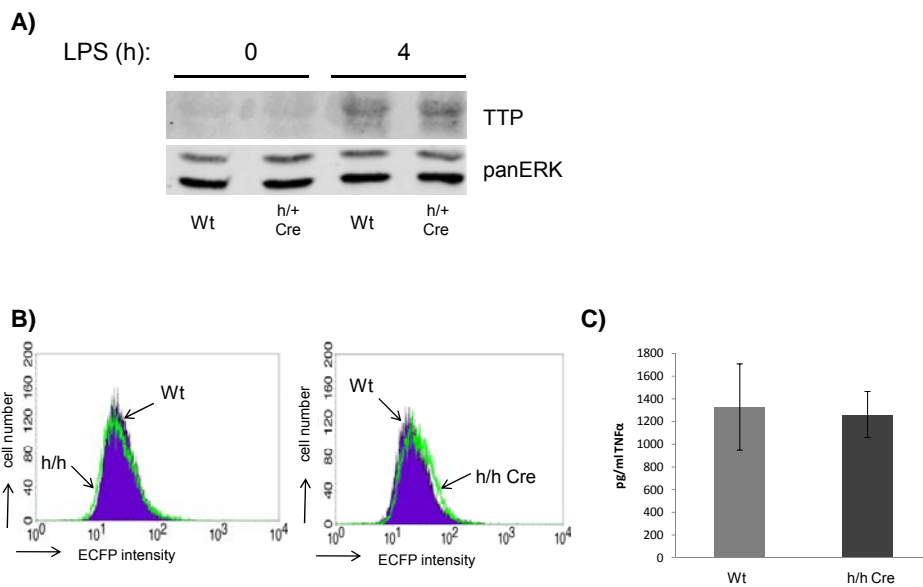 A)
LPS (h): 0 4
TTP
panERK
Wt h/+ Cre Wt h/+ Cre
B)
200
160
120
80
40
0
cell number
Wt
h/h
10^0 10^1 10^2 10^3 10^4
ECFP intensity
200
160
120
80
40
0
cell number
Wt
h/h Cre
10^0 10^1 10^2 10^3 10^4
ECFP intensity
C)
pg/ml TNFα
1800
1600
1400
1200
1000
800
600
400
200
0
Wt h/h Cre